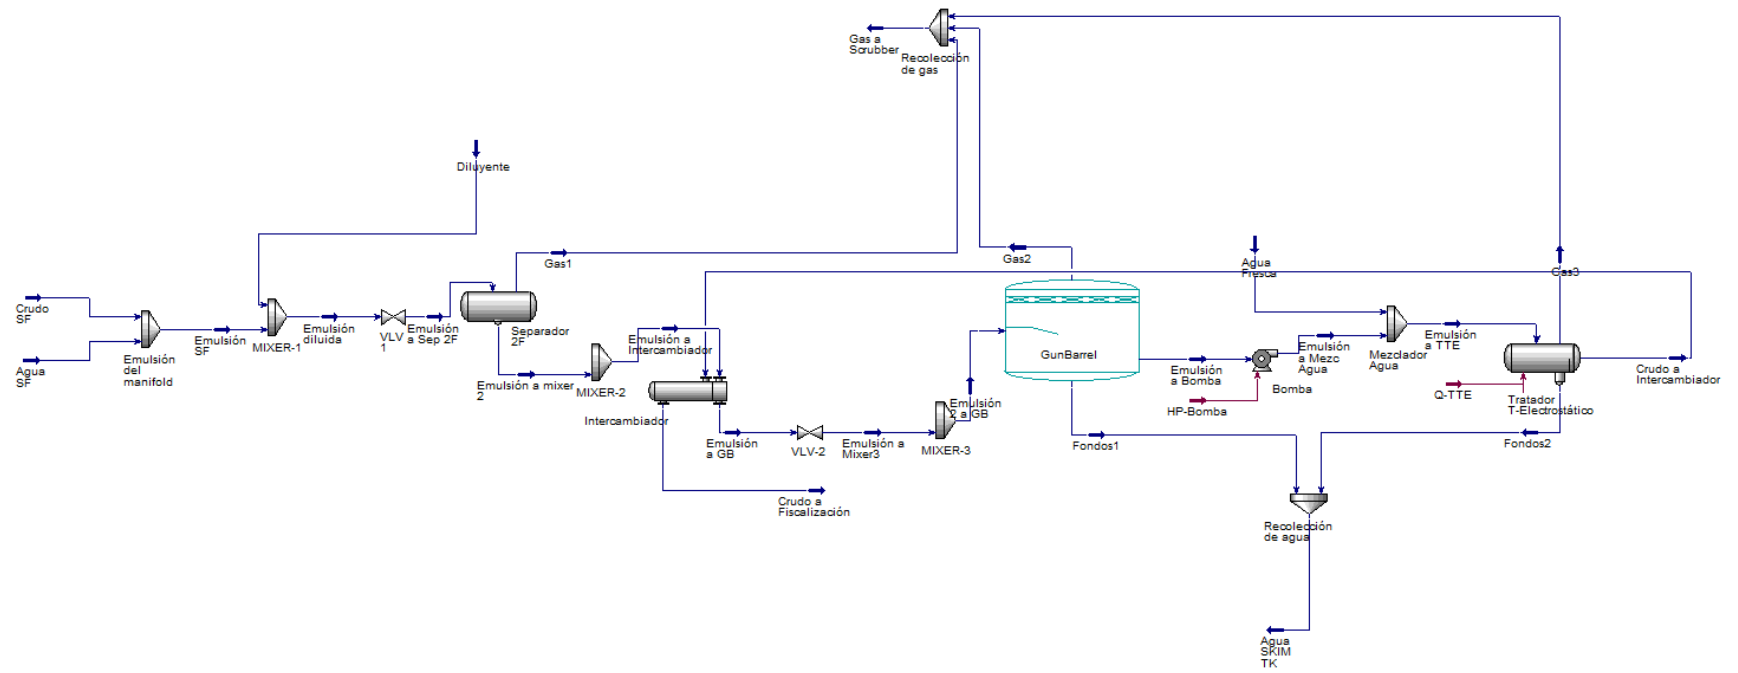 Gas a
Scrubber
Recolección
de gas
Diluyente
Gas1
Gas2
Agua
Fresca
Gas3
Crudo
SF
Agua
SF
Emulsión
del
manifold
Emulsión
SF
MIXER-1
Emulsión
diluida
VLV
1
Emulsión
a Sep 2F
Separador
2F
Emulsión a mixer
2
MIXER-2
Emulsión a
Intercambiador
Intercambiador
Emulsión
a GB
VLV-2
Emulsión a
Mixer3
MIXER-3
Emulsión
2 a GB
Crudo a
Fiscalización
GunBarrel
Fondos1
Emulsión
a Bomba
HP-Bomba
Bomba
Emulsión
a Mezc
Agua
Mezclador
Agua
Emulsión
a TTE
Q-TTE
Tratador
T-Electrostático
Crudo a
Intercambiador
Fondos2
Recolección
de agua
Agua
SKIM
TK